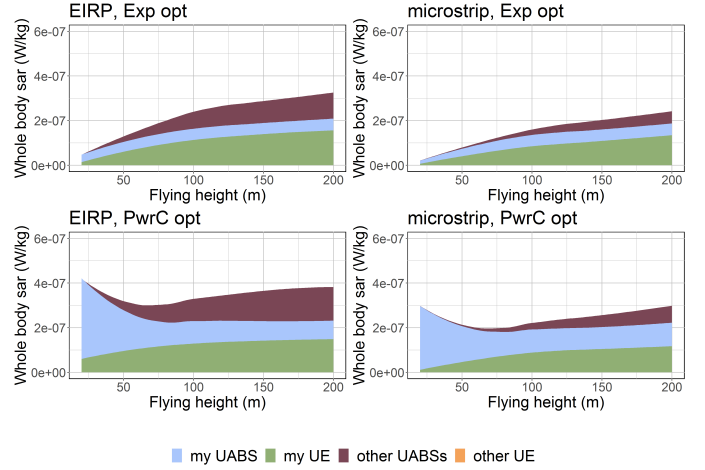 EIRP, Exp opt
Whole body sar (W/kg)
6e-07
4e-07
2e-07
0e+00
50 100 150 200
Flying height (m)
microstrip, Exp opt
Whole body sar (W/kg)
6e-07
4e-07
2e-07
0e+00
50 100 150 200
Flying height (m)
EIRP, PwrC opt
Whole body sar (W/kg)
6e-07
4e-07
2e-07
0e+00
50 100 150 200
Flying height (m)
microstrip, PwrC opt
Whole body sar (W/kg)
6e-07
4e-07
2e-07
0e+00
50 100 150 200
Flying height (m)
my UABS my UE other UABSs other UE